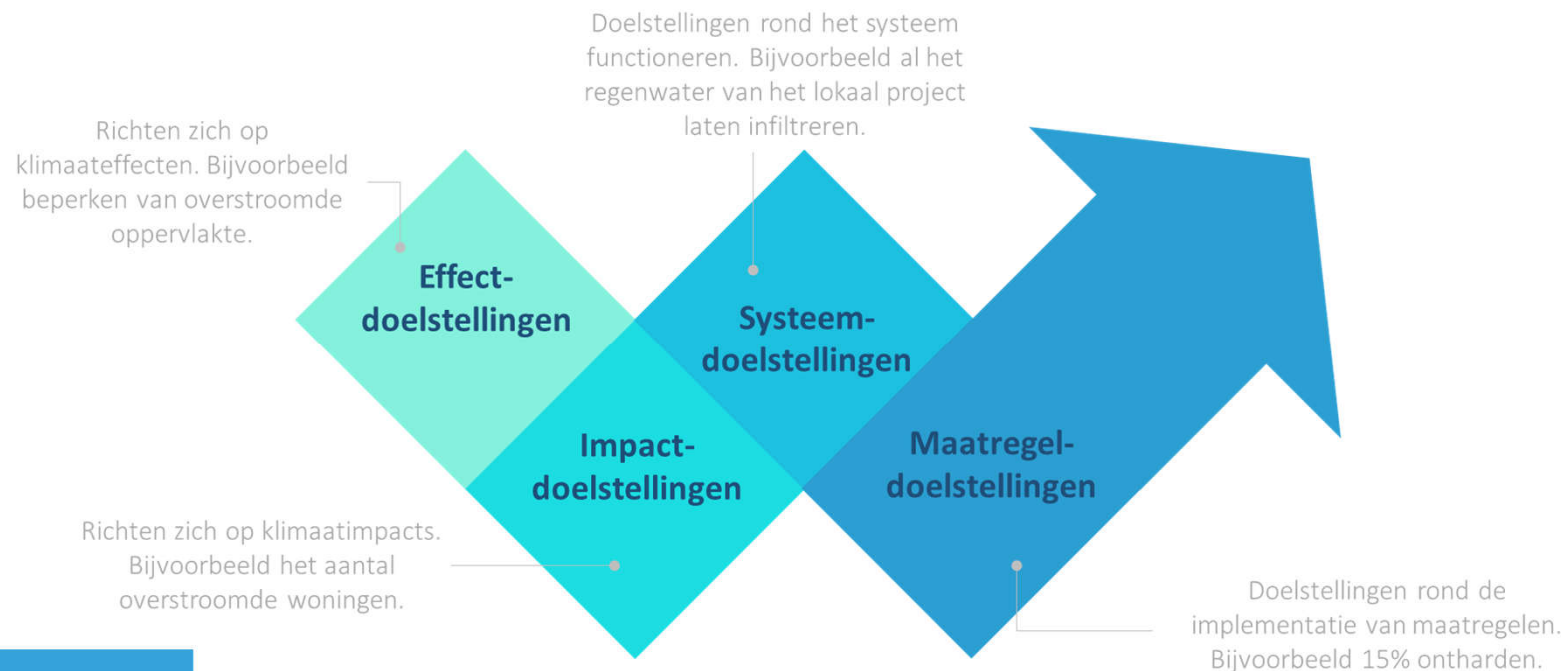 Doelstellingen rond het systeem
functioneren. Bijvoorbeeld al het
regenwater van het lokaal project
laten infiltreren.
Richten zich op
klimaateffecten. Bijvoorbeeld
beperken van overstroomde
oppervlakte.
Effect-
doelstellingen
Systeem-
doelstellingen
Impact-
doelstellingen
Maatregel-
doelstellingen
Richten zich op klimaatimpacts.
Bijvoorbeeld het aantal
overstroomde woningen.
Doelstellingen rond de
implementatie van maatregelen.
Bijvoorbeeld 15% ontharden.